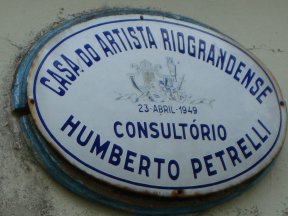 CASA DO ARTISTA RIOGRANDENSE
23-ABRIL-1949
CONSULTÓRIO
HUMBERTO PETRELLI